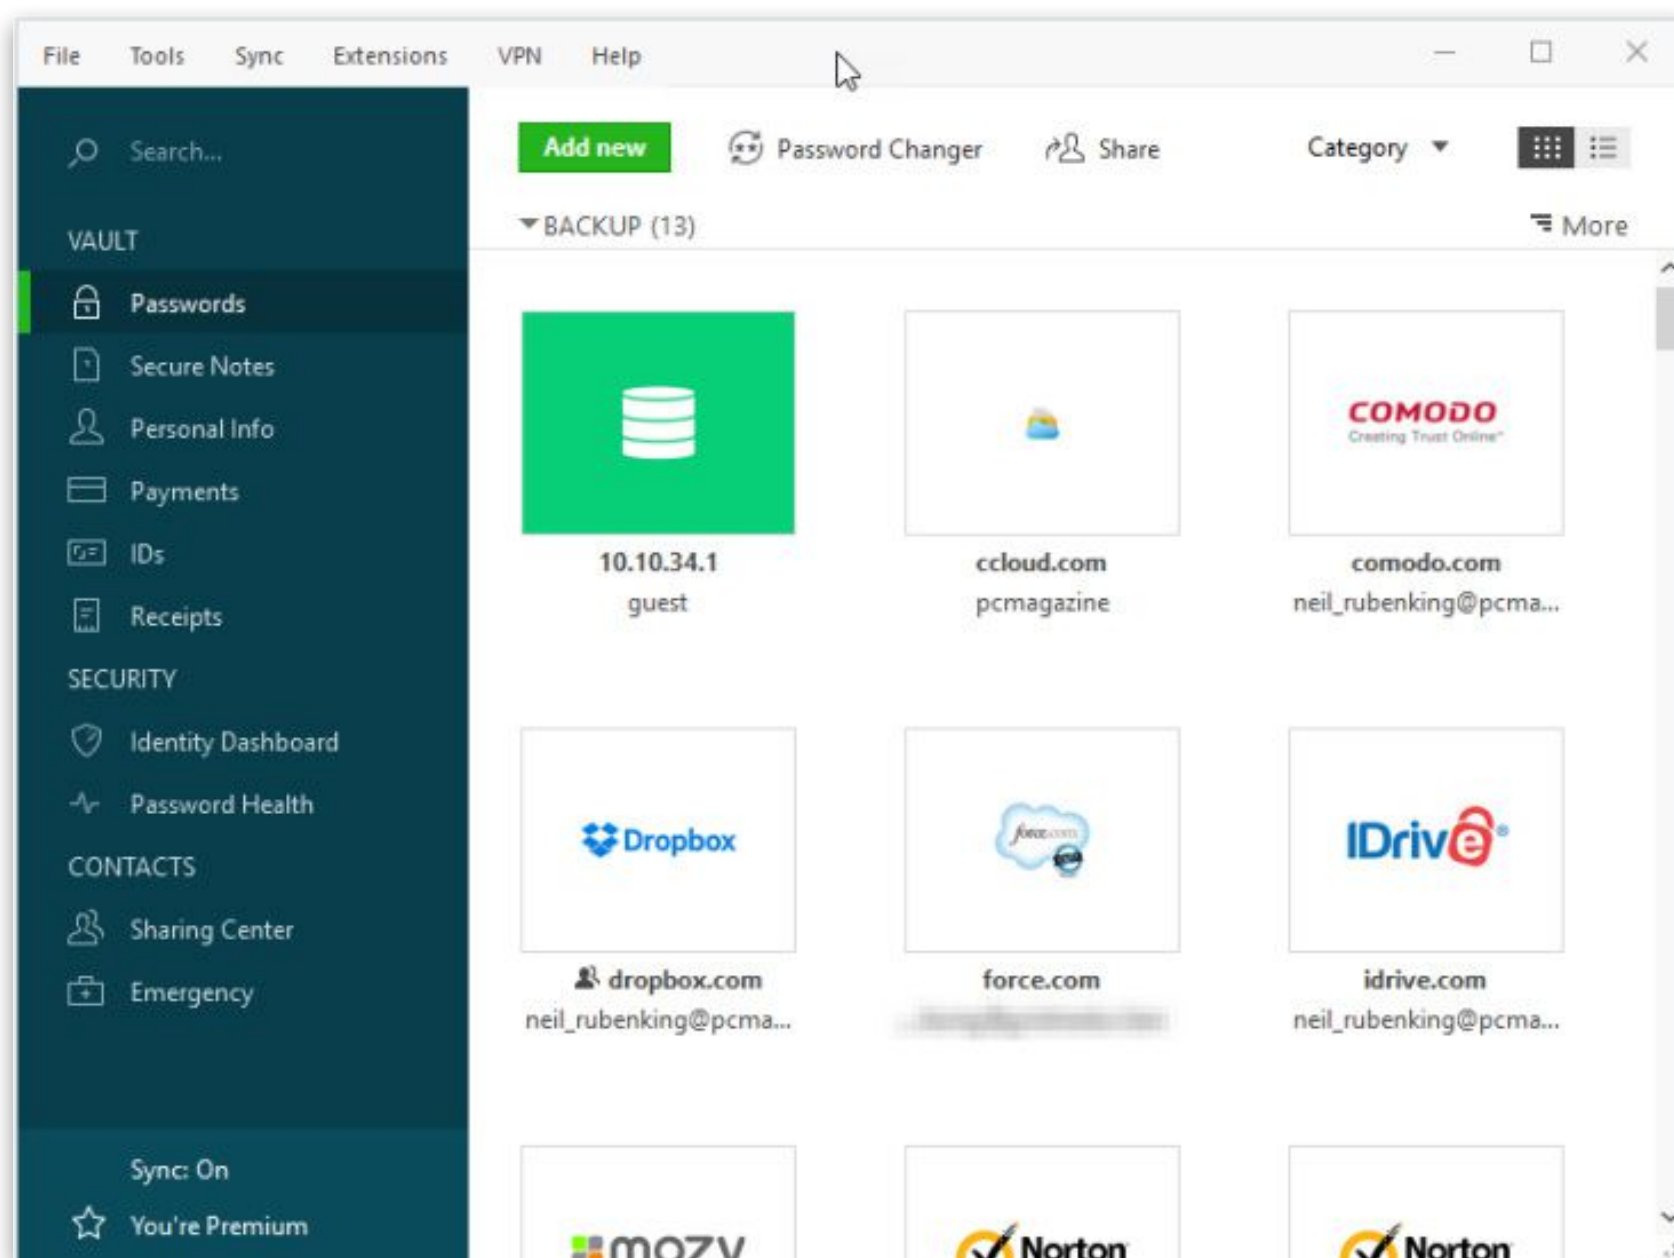 File Tools Sync Extensions VPN Help
Search...
VAULT
Passwords
Secure Notes
Personal Info
Payments
IDs
Receipts
SECURITY
Identity Dashboard
Password Health
CONTACTS
Sharing Center
Emergency
Sync: On
You're Premium
Add new Password Changer Share Category
BACKUP (13) More
COMODO
Creating Trust Online™
10.10.34.1 ccloud.com comodo.com
guest pcmagazine neil_rubenking@pcma...
Dropbox force.com IDrive®
dropbox.com force.com idrive.com
neil_rubenking@pcma... neil_rubenking@pcma...
mozy Norton Norton